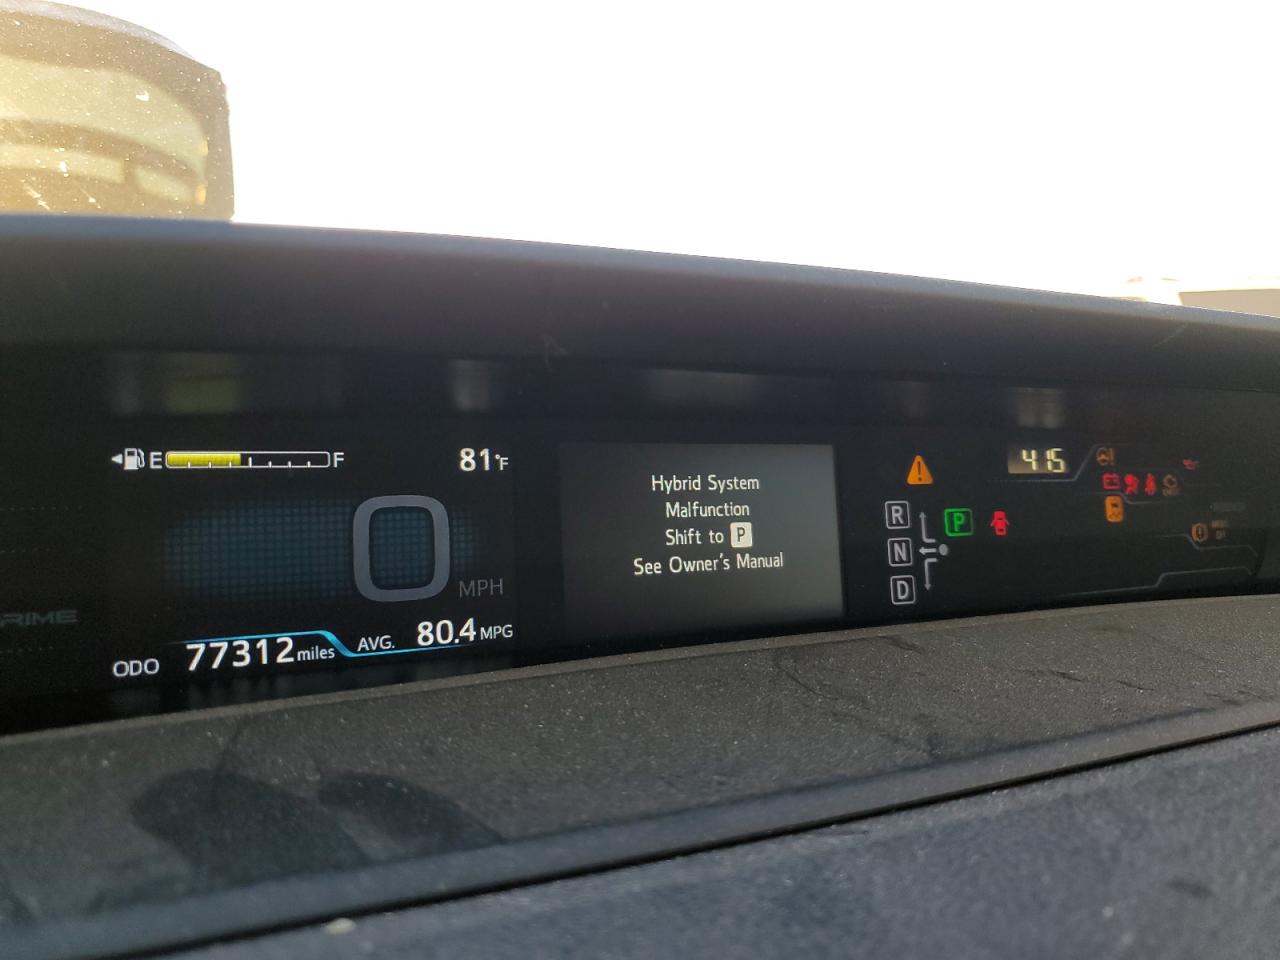 E F
81°F
0 MPH
RIME
ODO 77312 miles
AVG. 80.4 MPG
Hybrid System
Malfunction
Shift to P
See Owner's Manual
R
N
D
P
4:15